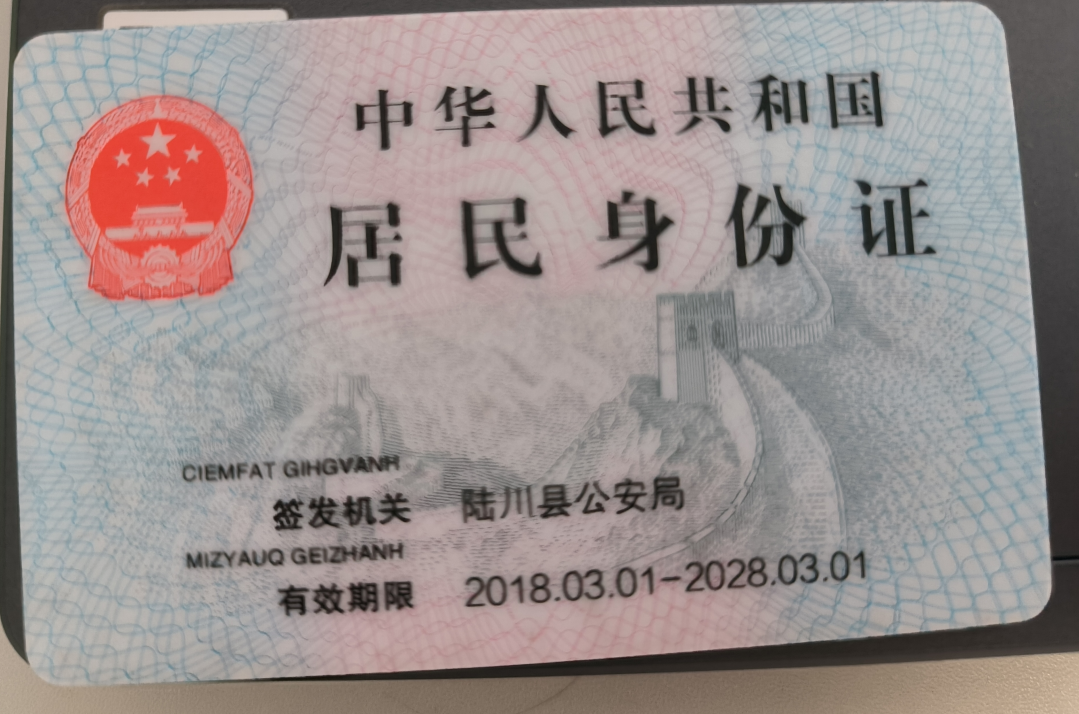 中华人民共和国
居民身份证
CIEMFAT GIHGVANH
签发机关 陆川县公安局
MIZYAUQ GEIZHANH
有效期限 2018.03.01-2028.03.01